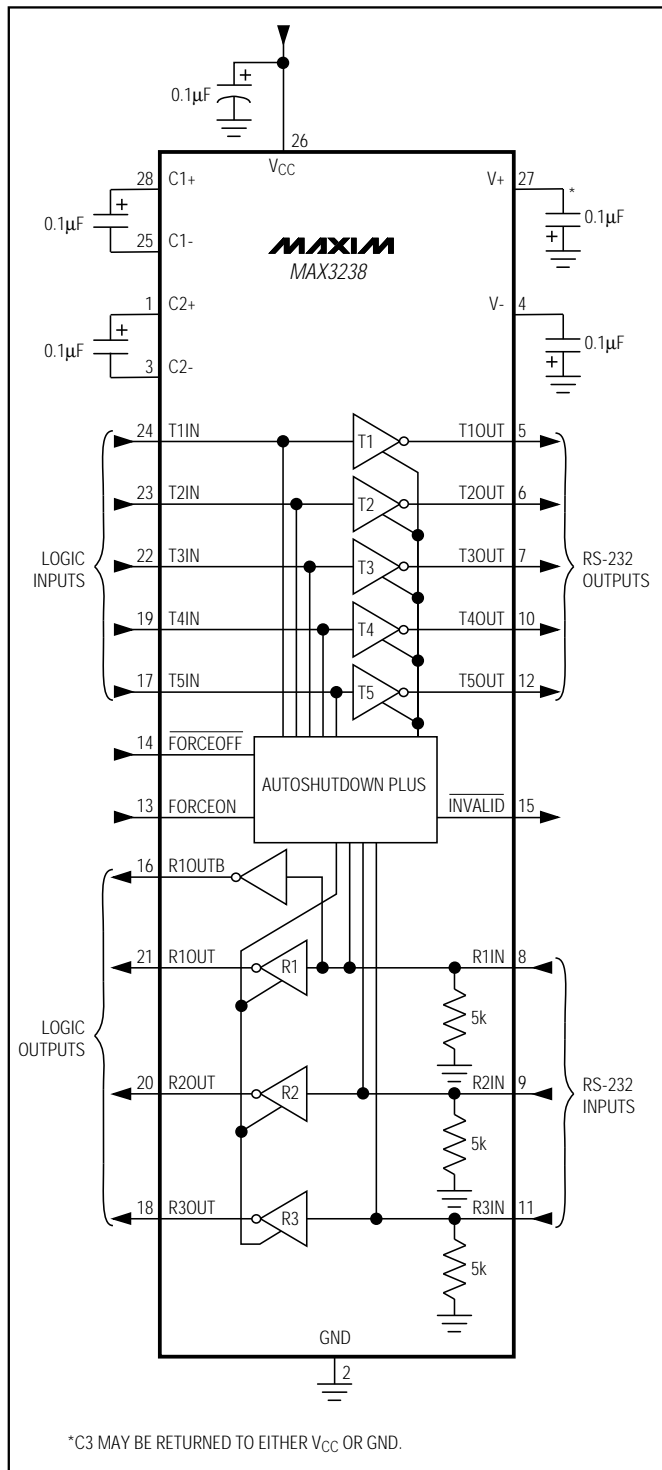 +
0.1µF
26
VCC
28 C1+ V+ 27 *
+
0.1µF 0.1µF
25 C1- +
MAXIM
MAX3238
1 C2+ V- 4
+
0.1µF 0.1µF
3 C2- +
24 T1IN T1 T1OUT 5
23 T2IN T2 T2OUT 6
LOGIC INPUTS
22 T3IN T3 T3OUT 7
RS-232 OUTPUTS
19 T4IN T4 T4OUT 10
17 T5IN T5 T5OUT 12
14 FORCEOFF
AUTOSHUTDOWN PLUS
13 FORCEON INVALID 15
16 R1OUTB
21 R1OUT R1 R1IN 8
5k
LOGIC OUTPUTS
20 R2OUT R2 R2IN 9
RS-232 INPUTS
5k
18 R3OUT R3 R3IN 11
5k
GND
2
*C3 MAY BE RETURNED TO EITHER VCC OR GND.